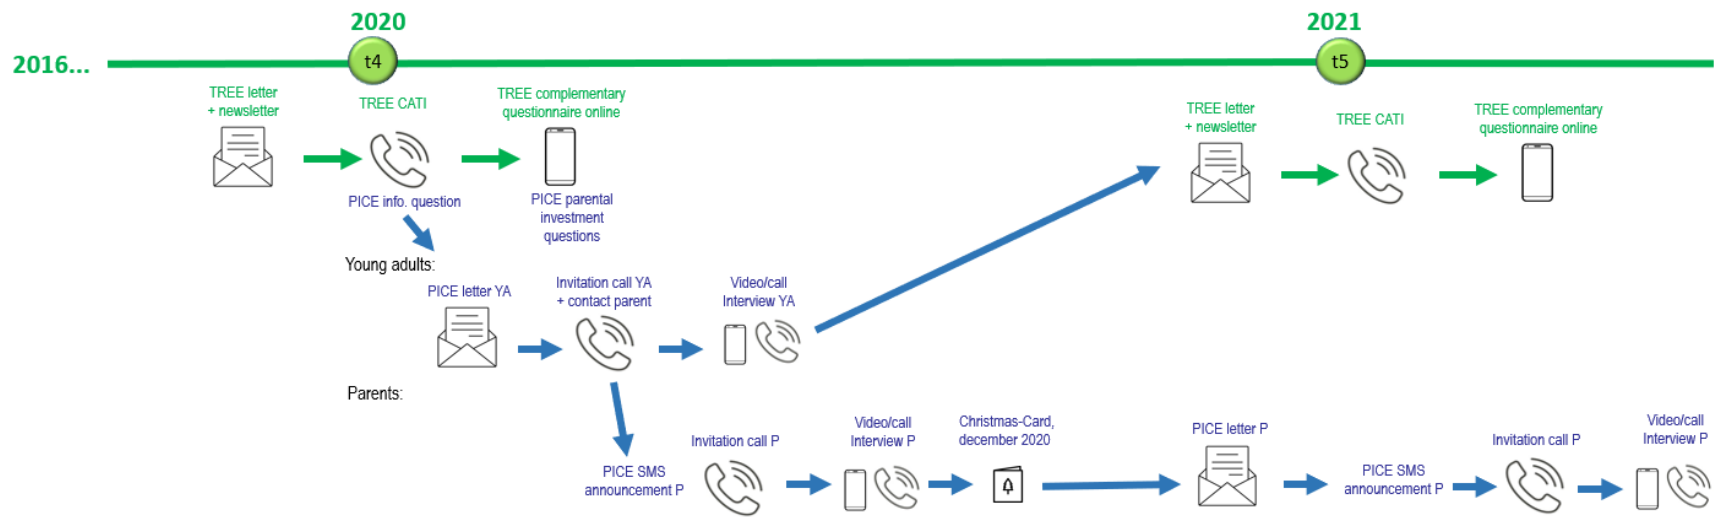 2020
2021
2016...
t4
t5
TREE letter
+ newsletter
TREE CATI
TREE complementary
questionnaire online
TREE letter
+ newsletter
TREE CATI
TREE complementary
questionnaire online
PICE info. question
PICE parental
investment
questions
Young adults:
PICE letter YA
Invitation call YA
+ contact parent
Video/call
Interview YA
Parents:
PICE SMS
announcement P
Invitation call P
Video/call
Interview P
Christmas-Card,
december 2020
PICE letter P
PICE SMS
announcement P
Invitation call P
Video/call
Interview P